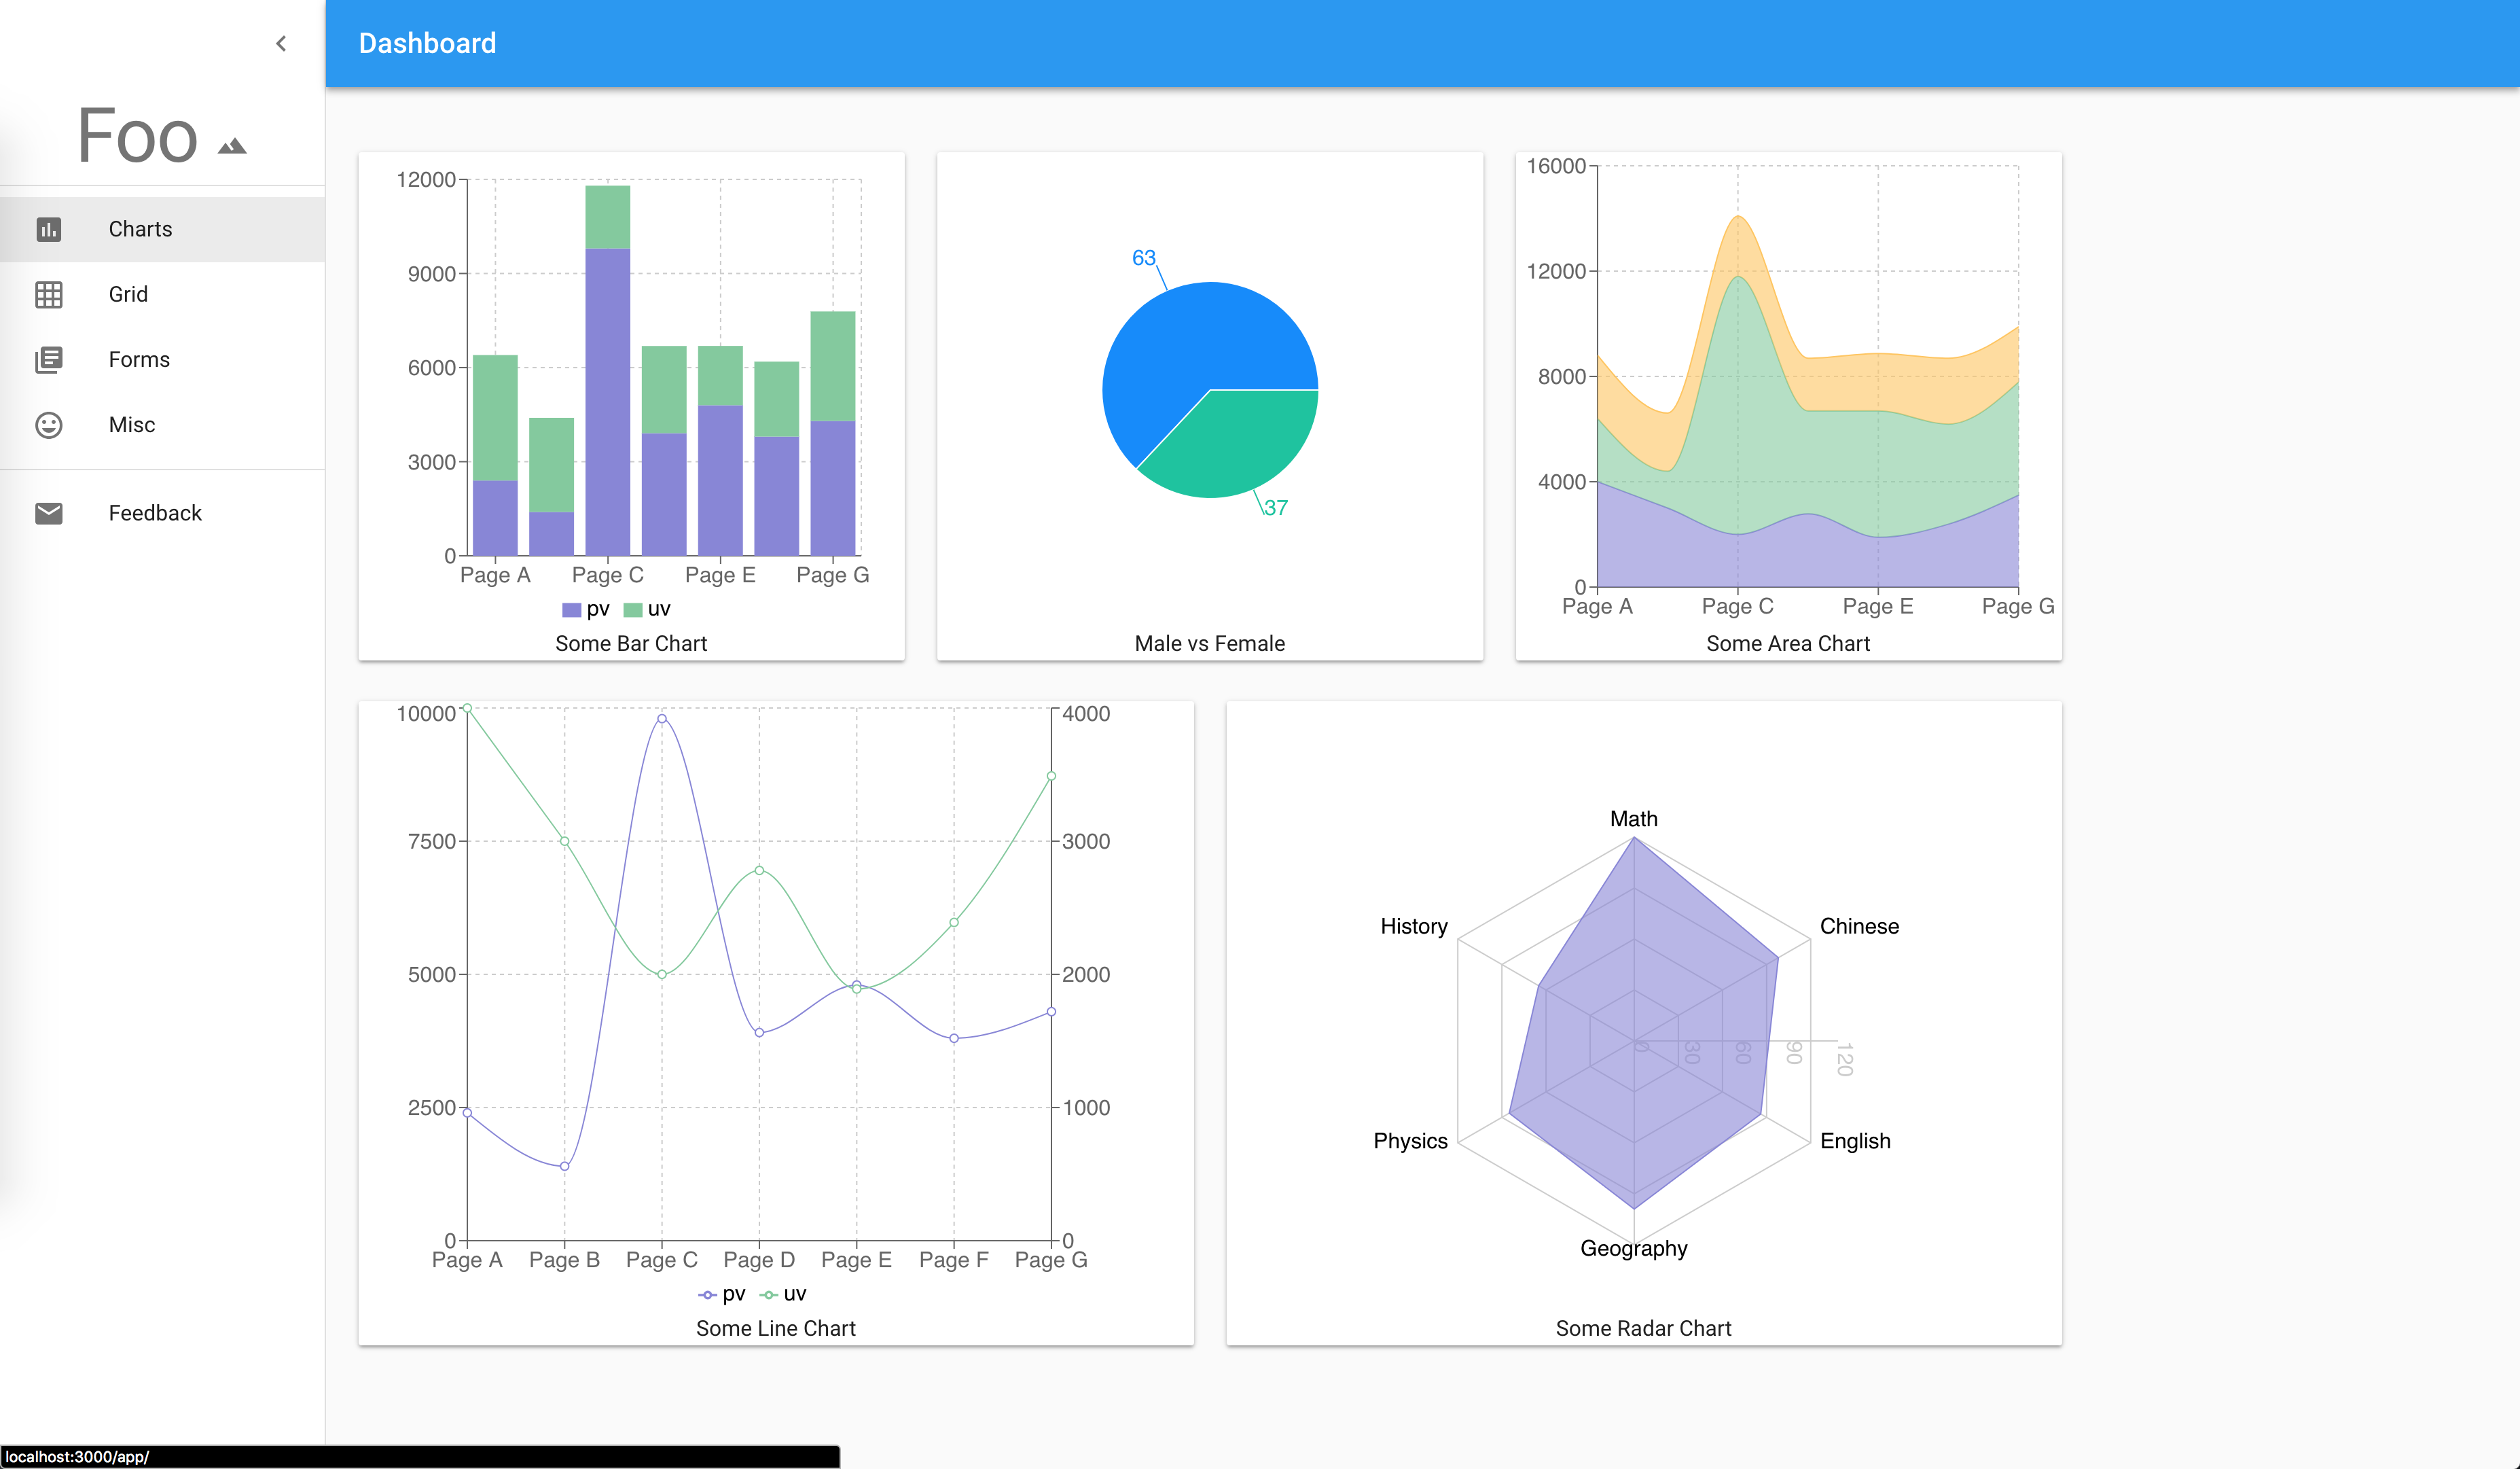 Dashboard
Foo
Charts
Grid
Forms
Misc
Feedback
12000
9000
6000
3000
0
Page A Page C Page E Page G
pv uv
Some Bar Chart
63
37
Male vs Female
16000
12000
8000
4000
0
Page A Page C Page E Page G
Some Area Chart
10000 4000
7500 3000
5000 2000
2500 1000
0 0
Page A Page B Page C Page D Page E Page F Page G
pv uv
Some Line Chart
Math
History Chinese
0 30 60 90 120
Physics English
Geography
Some Radar Chart
localhost:3000/app/